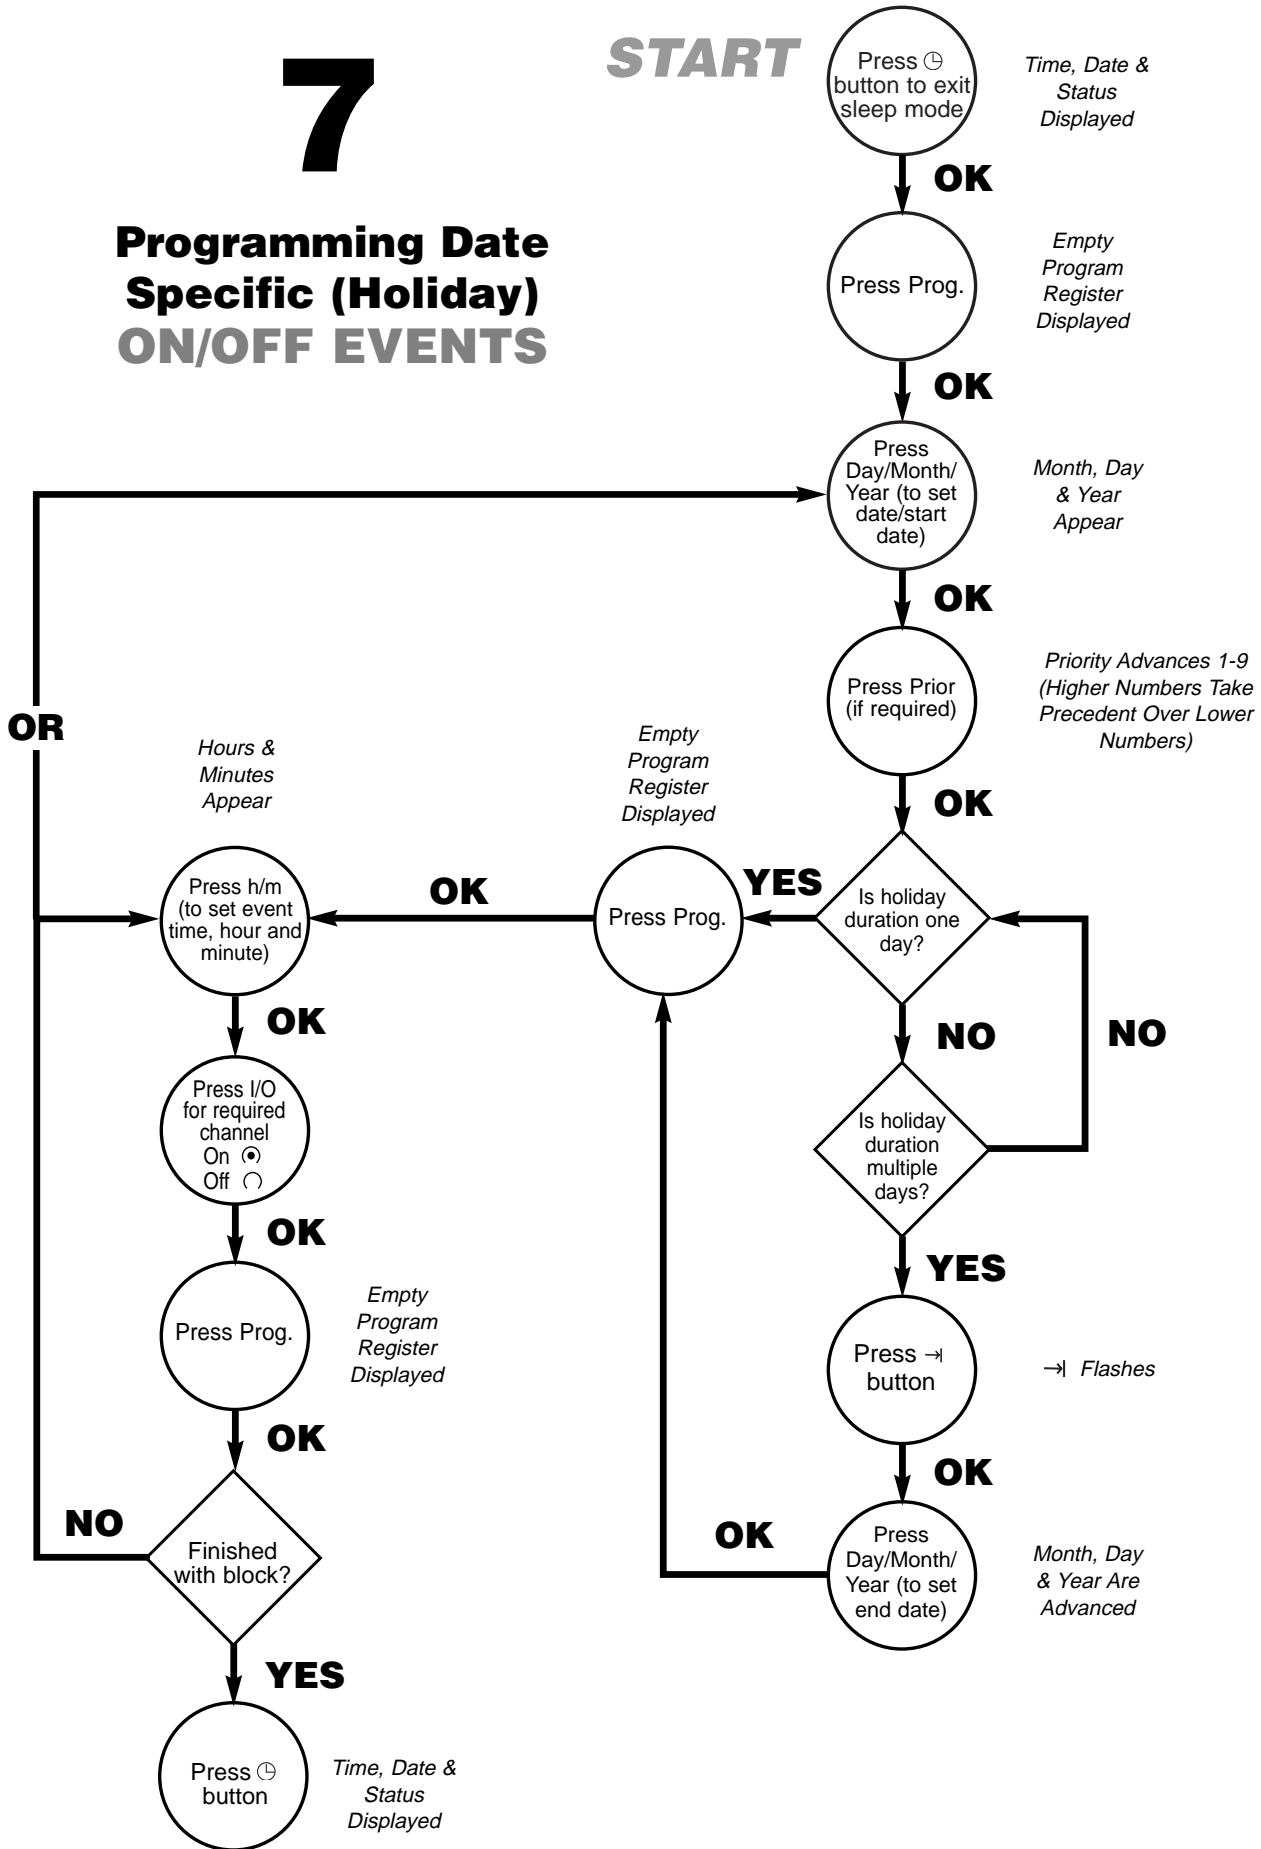 7
Programming Date
Specific (Holiday)
ON/OFF EVENTS
START
Press
button to exit
sleep mode
Time, Date &
Status
Displayed
OK
Press Prog.
Empty
Program
Register
Displayed
OK
Press
Day/Month/
Year (to set
date/start
date)
Month, Day
& Year
Appear
OK
Press Prior
(if required)
Priority Advances 1-9
(Higher Numbers Take
Precedent Over Lower
Numbers)
OK
Is holiday
duration one
day?
YES
Press Prog.
Empty
Program
Register
Displayed
OK
NO
Is holiday
duration
multiple
days?
NO
YES
Press →|
button
→| Flashes
OK
Press
Day/Month/
Year (to set
end date)
Month, Day
& Year Are
Advanced
OK
OR
Hours &
Minutes
Appear
Press h/m
(to set event
time, hour and
minute)
OK
Press I/O
for required
channel
On
Off
OK
Press Prog.
Empty
Program
Register
Displayed
OK
Finished
with block?
NO
YES
Press
button
Time, Date &
Status
Displayed